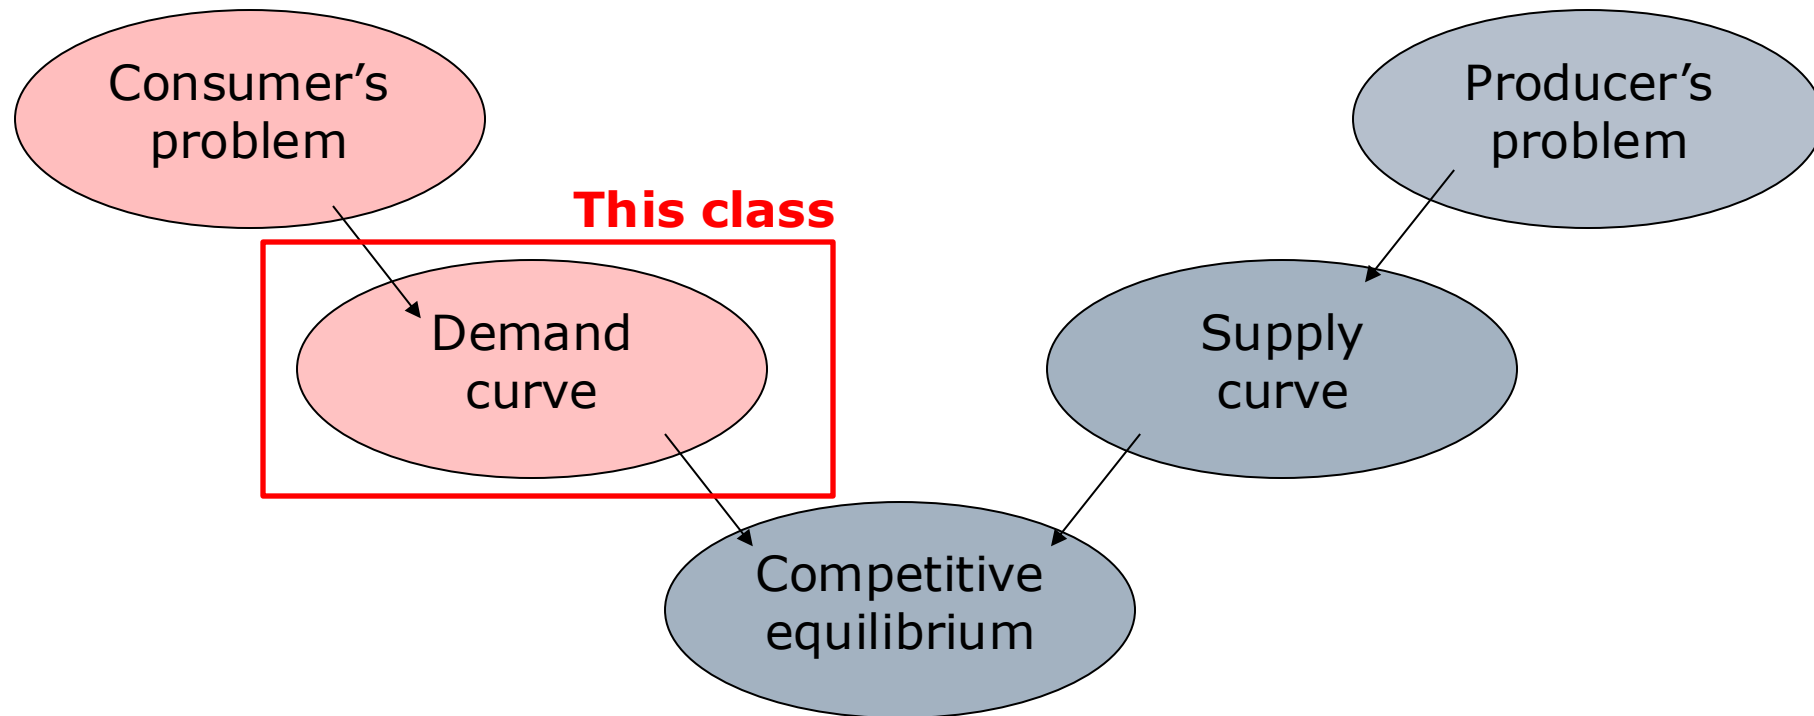 Consumer’s
problem
Producer’s
problem
This class
Demand
curve
Supply
curve
Competitive
equilibrium